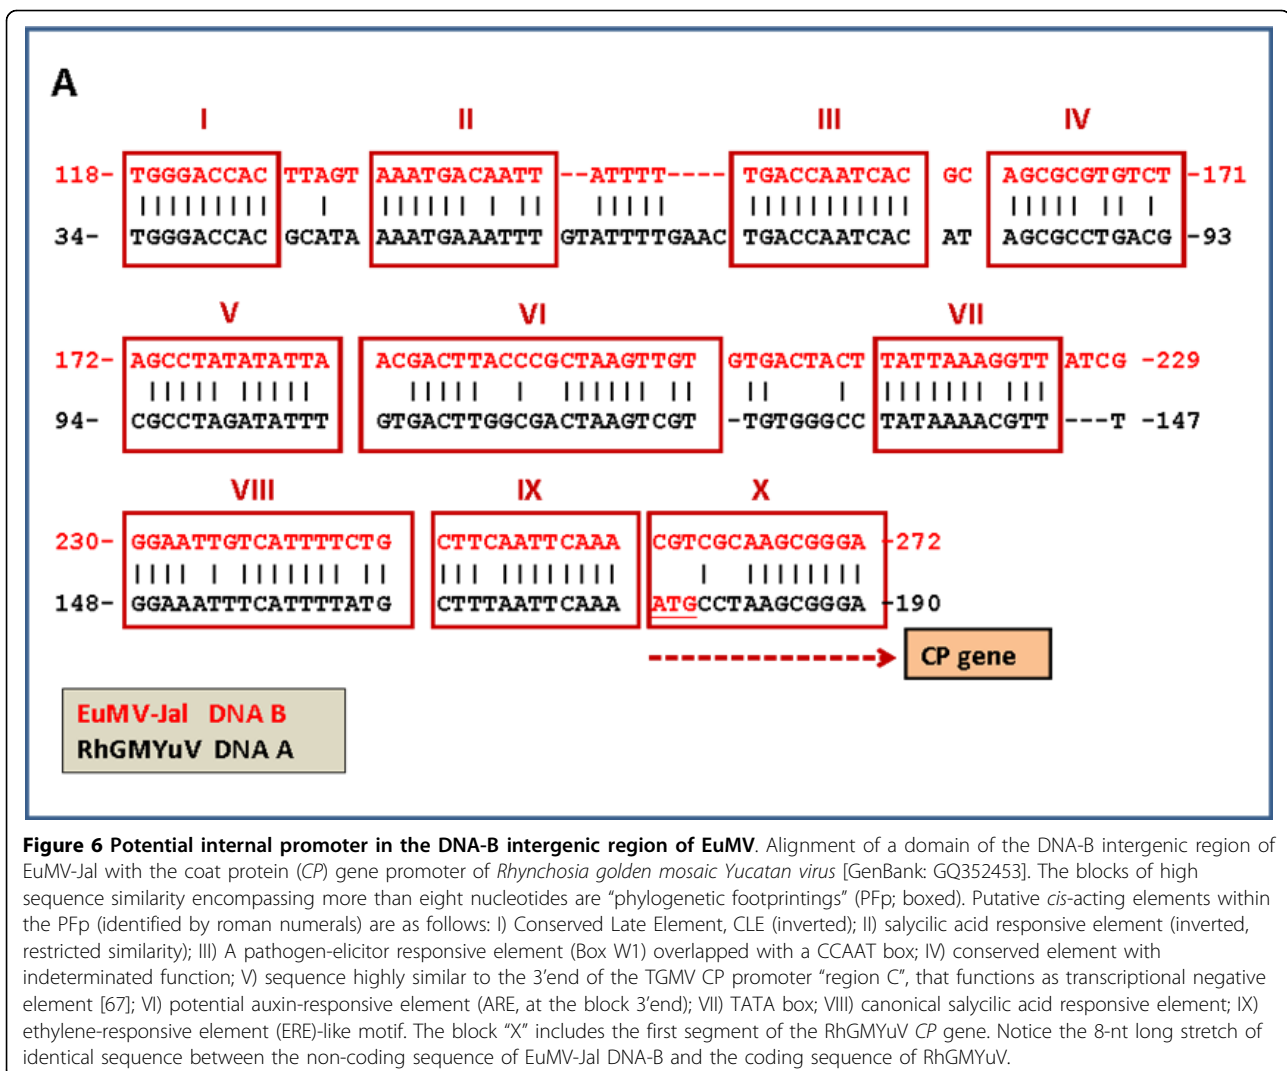 A
I II III IV
118- TGGGACCAC TTAGT AAATGACAATT --ATTTT---- TGACCAATCAC GC AGCGCGTGTCT -171
34- TGGGACCAC GCATA AAATGAAATTT GTATTTTGAAC TGACCAATCAC AT AGCGCCTGACG -93
V VI VII
172- AGCCTATATATTA ACGACTTACCCGCTAAGTTGT GTGACTACT TATTAAAGGTT ATCG -229
94- CGCCTAGATATTT GTGACTTGGCGACTAAGTCGT -TGTGGGCC TATAAAACGTT ---T -147
VIII IX X
230- GGAATTGTCATTTTCTG CTTCAATTCAAA CGTCGCAAGCGGGA -272
148- GGAAATTTCATTTTATG CTTTAATTCAAA ATGCCTAAGCGGGA -190
CP gene
EuMV-Jal DNA B
RhGMYuV DNA A
Figure 6 Potential internal promoter in the DNA-B intergenic region of EuMV. Alignment of a domain of the DNA-B intergenic region of
EuMV-Jal with the coat protein (CP) gene promoter of Rhynchosia golden mosaic Yucatan virus [GenBank: GQ352453]. The blocks of high
sequence similarity encompassing more than eight nucleotides are “phylogenetic footprintings” (PFp; boxed). Putative cis-acting elements within
the PFp (identified by roman numerals) are as follows: I) Conserved Late Element, CLE (inverted); II) salycilic acid responsive element (inverted,
restricted similarity); III) A pathogen-elicitor responsive element (Box W1) overlapped with a CCAAT box; IV) conserved element with
indeterminated function; V) sequence highly similar to the 3’end of the TGMV CP promoter “region C”, that functions as transcriptional negative
element [67]; VI) potential auxin-responsive element (ARE, at the block 3’end); VII) TATA box; VIII) canonical salycilic acid responsive element; IX)
ethylene-responsive element (ERE)-like motif. The block “X” includes the first segment of the RhGMYuV CP gene. Notice the 8-nt long stretch of
identical sequence between the non-coding sequence of EuMV-Jal DNA-B and the coding sequence of RhGMYuV.